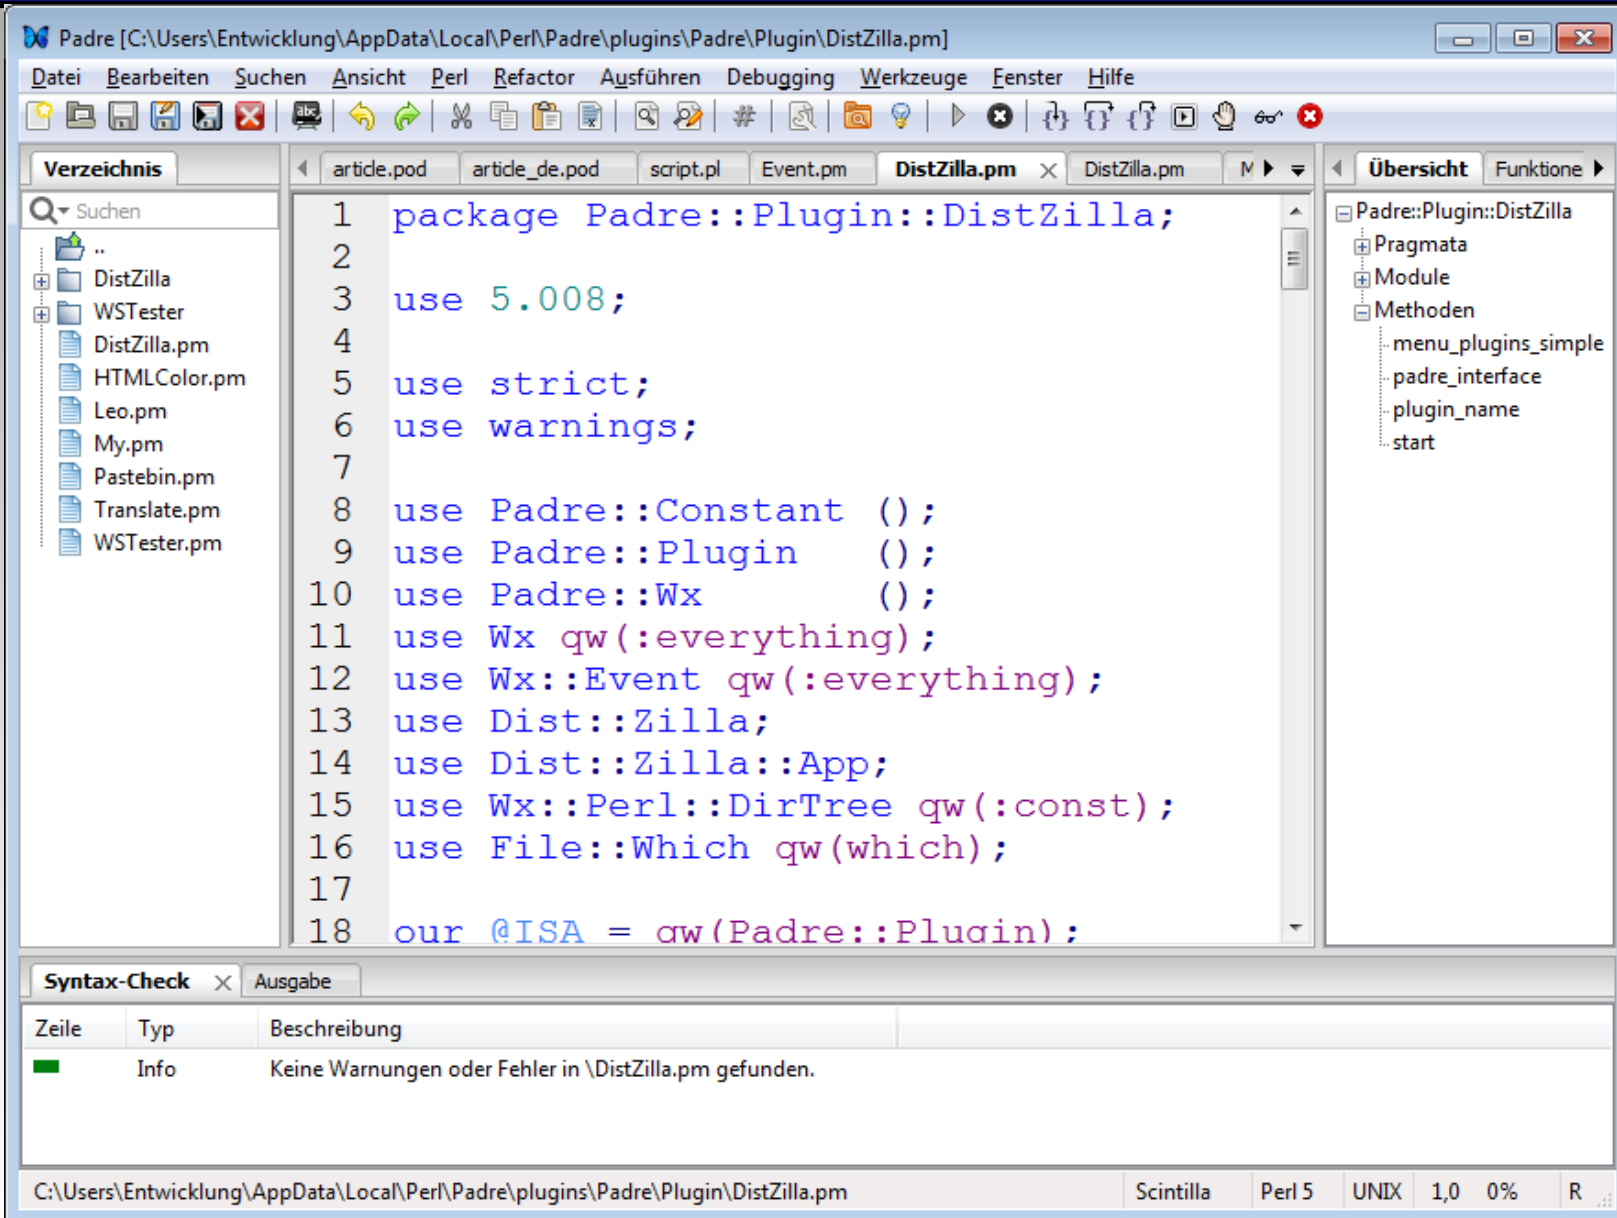 Padre [C:\Users\Entwicklung\AppData\Local\Perl\Padre\plugins\Padre\Plugin\DistZilla.pm]
Datei Bearbeiten Suchen Ansicht Perl Refactor Ausführen Debugging Werkzeuge Fenster Hilfe
Verzeichnis
Suchen
..
DistZilla
WSTester
DistZilla.pm
HTMLColor.pm
Leo.pm
My.pm
Pastebin.pm
Translate.pm
WSTester.pm
article.pod article_de.pod script.pl Event.pm DistZilla.pm DistZilla.pm M
1 package Padre::Plugin::DistZilla;
2
3 use 5.008;
4
5 use strict;
6 use warnings;
7
8 use Padre::Constant ();
9 use Padre::Plugin   ();
10 use Padre::Wx       ();
11 use Wx qw(:everything);
12 use Wx::Event qw(:everything);
13 use Dist::Zilla;
14 use Dist::Zilla::App;
15 use Wx::Perl::DirTree qw(:const);
16 use File::Which qw(which);
17
18 our @ISA = qw(Padre::Plugin);
Übersicht Funktione
Padre::Plugin::DistZilla
Pragmata
Module
Methoden
menu_plugins_simple
padre_interface
plugin_name
start
Syntax-Check Ausgabe
Zeile Typ Beschreibung
Info Keine Warnungen oder Fehler in \DistZilla.pm gefunden.
C:\Users\Entwicklung\AppData\Local\Perl\Padre\plugins\Padre\Plugin\DistZilla.pm Scintilla Perl 5 UNIX 1,0 0% R